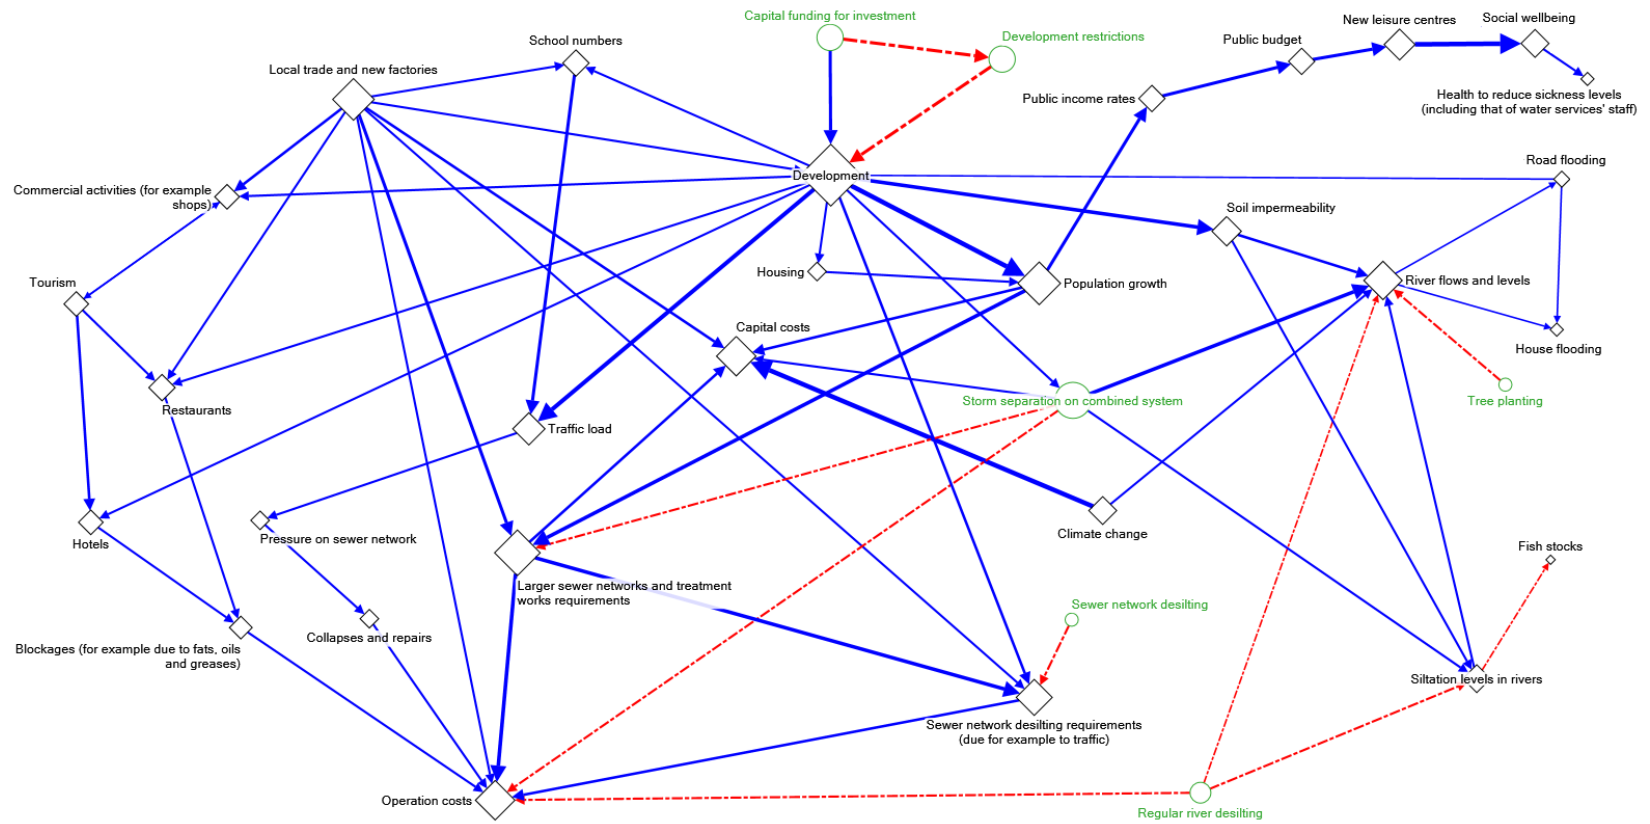 Capital funding for investment
New leisure centres
Social wellbeing
School numbers
Development restrictions
Public budget
Local trade and new factories
Public income rates
Health to reduce sickness levels
(including that of water services' staff)
Road flooding
Development
Commercial activities (for example
shops)
Soil impermeability
Housing
Tourism
Population growth
River flows and levels
Capital costs
House flooding
Storm separation on combined system
Tree planting
Restaurants
Traffic load
Climate change
Pressure on sewer network
Hotels
Fish stocks
Larger sewer networks and treatment
works requirements
Sewer network desilting
Collapses and repairs
Blockages (for example due to fats, oils
and greases)
Siltation levels in rivers
Sewer network desilting requirements
(due for example to traffic)
Operation costs
Regular river desilting